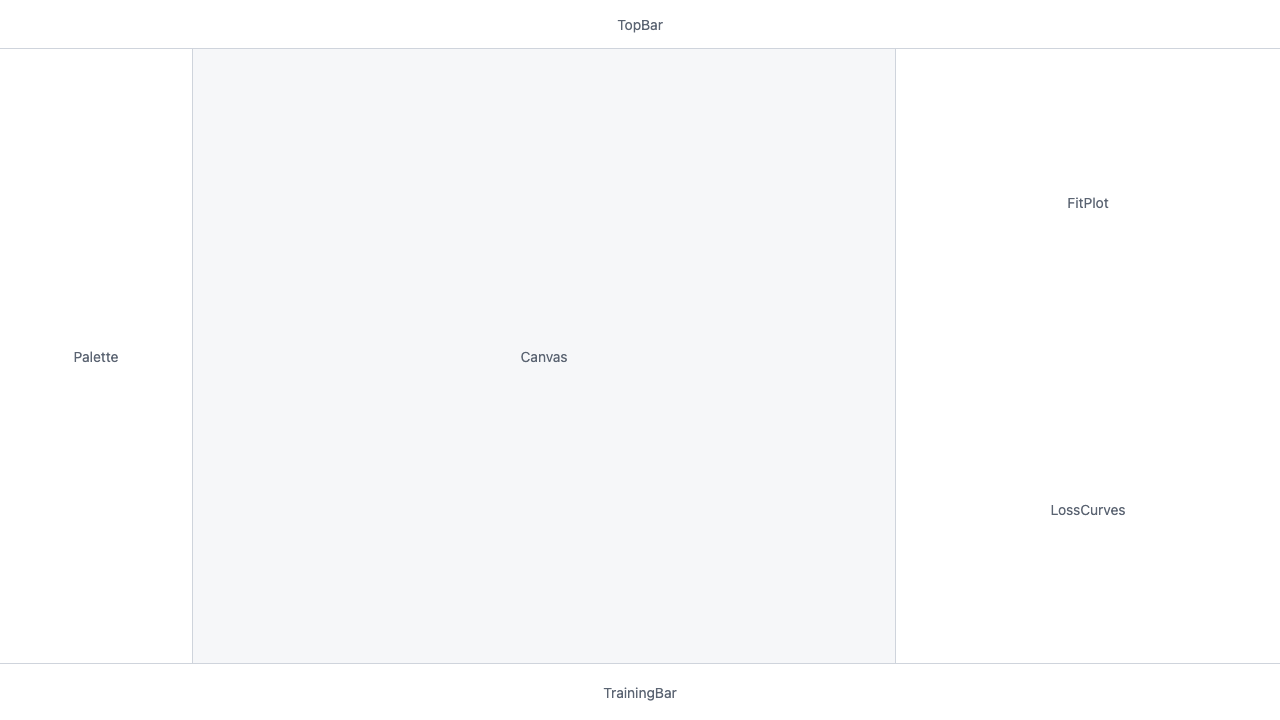 TopBar
Palette
Canvas
FitPlot
LossCurves
TrainingBar